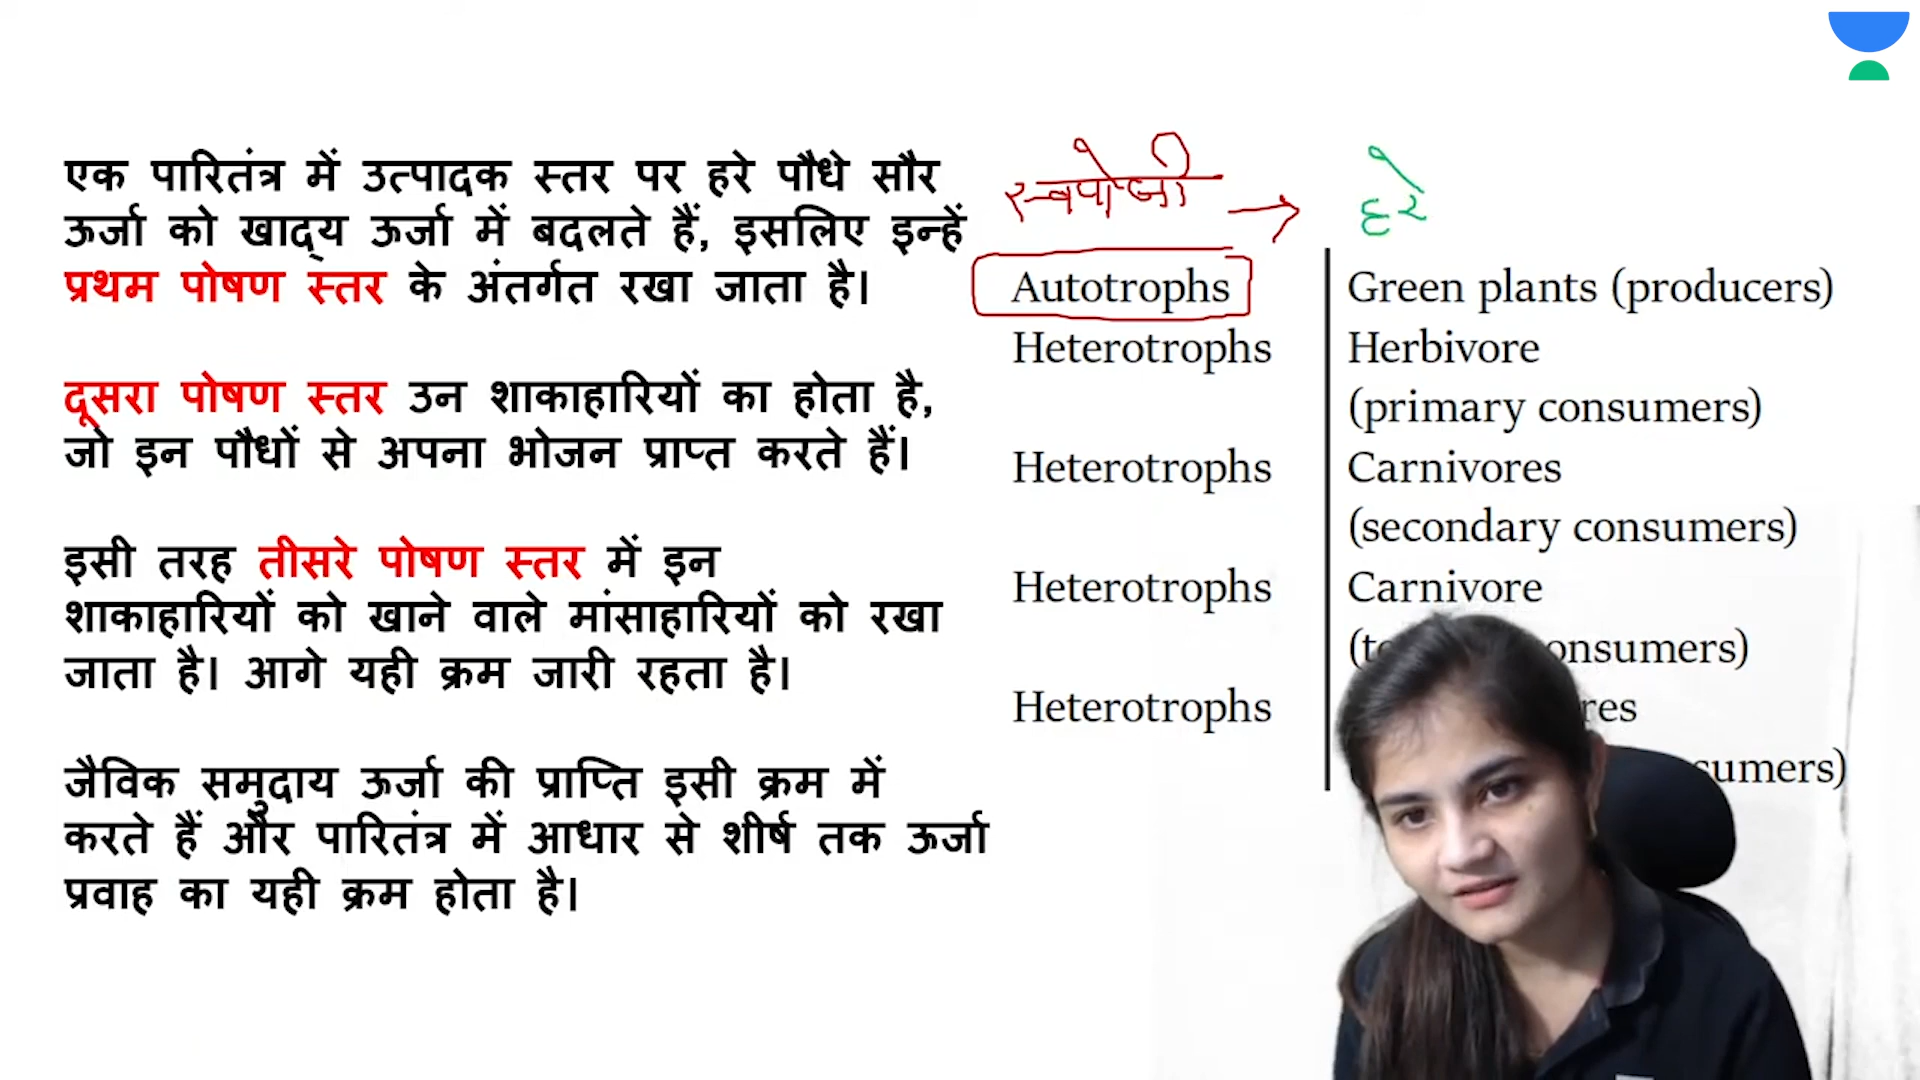 एक पारितंत्र में उत्पादक स्तर पर हरे पौधे सौर
ऊर्जा को खाद्य ऊर्जा में बदलते हैं, इसलिए इन्हें
प्रथम पोषण स्तर के अंतर्गत रखा जाता है।
दूसरा पोषण स्तर उन शाकाहारियों का होता है,
जो इन पौधों से अपना भोजन प्राप्त करते हैं।
इसी तरह तीसरे पोषण स्तर में इन
शाकाहारियों को खाने वाले मांसाहारियों को रखा
जाता है। आगे यही क्रम जारी रहता है।
जैविक समुदाय ऊर्जा की प्राप्ति इसी क्रम में
करते हैं और पारितंत्र में आधार से शीर्ष तक ऊर्जा
प्रवाह का यही क्रम होता है।
स्वपोषी → हरे
Autotrophs Green plants (producers)
Heterotrophs Herbivore
(primary consumers)
Heterotrophs Carnivores
(secondary consumers)
Heterotrophs Carnivore
Heterotrophs